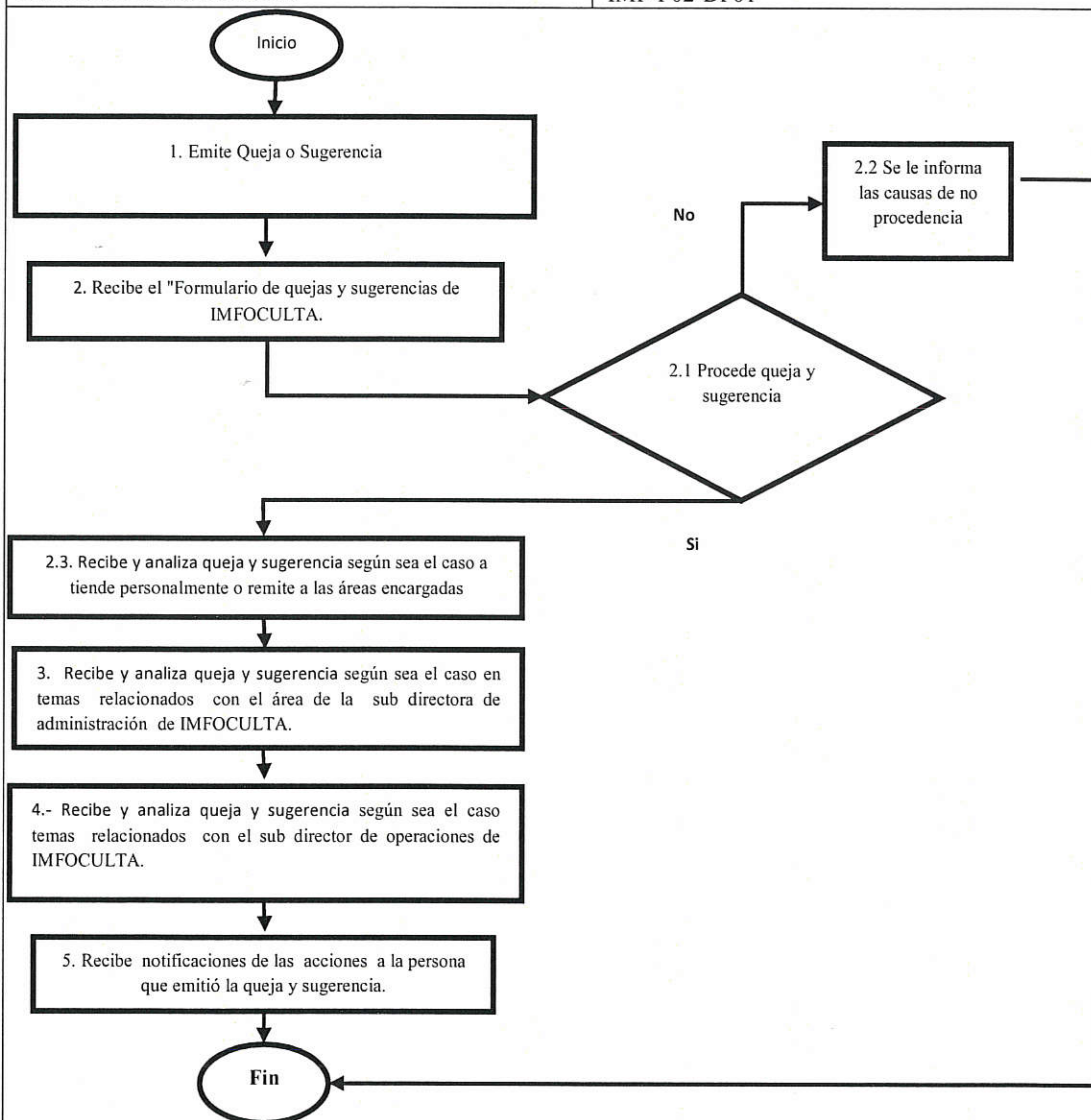 Inicio
1. Emite Queja o Sugerencia
2. Recibe el "Formulario de quejas y sugerencias de
IMFOCULTA.
2.1 Procede queja y
sugerencia
No
2.2 Se le informa
las causas de no
procedencia
Si
2.3. Recibe y analiza queja y sugerencia según sea el caso a
tiende personalmente o remite a las áreas encargadas
3. Recibe y analiza queja y sugerencia según sea el caso en
temas relacionados con el área de la sub directora de
administración de IMFOCULTA.
4.- Recibe y analiza queja y sugerencia según sea el caso
temas relacionados con el sub director de operaciones de
IMFOCULTA.
5. Recibe notificaciones de las acciones a la persona
que emitió la queja y sugerencia.
Fin